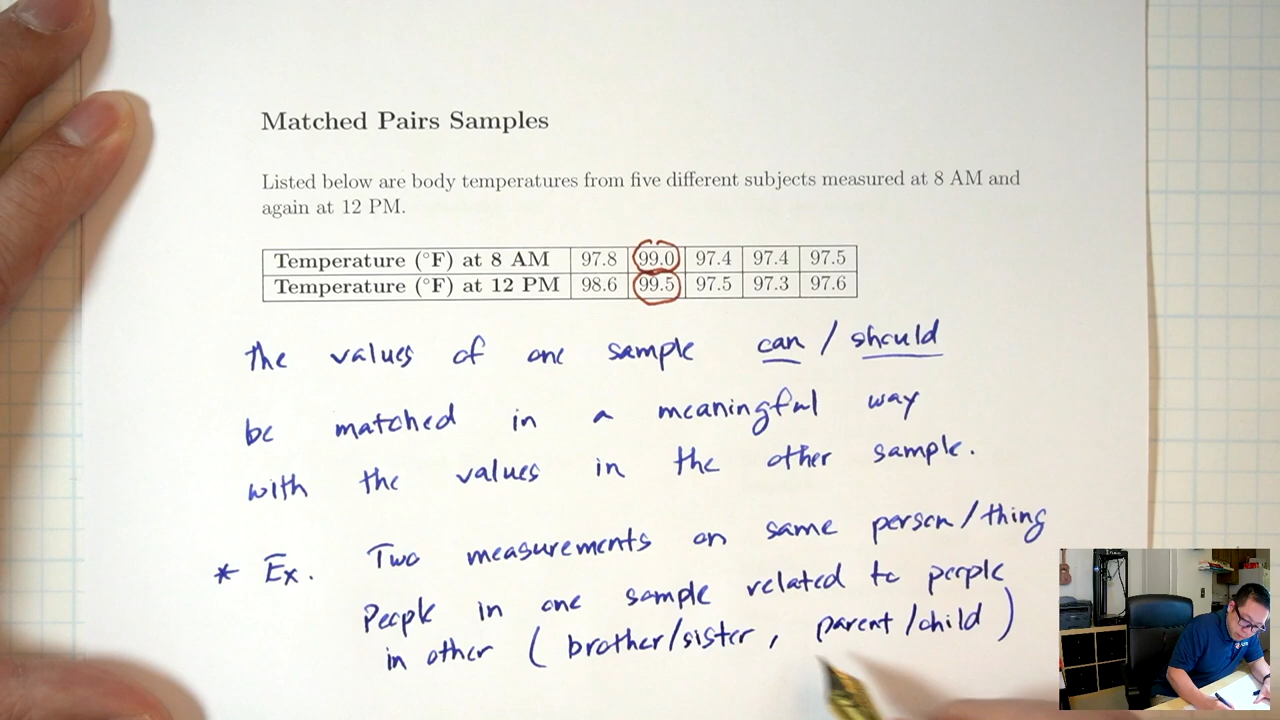 Matched Pairs Samples
Listed below are body temperatures from five different subjects measured at 8 AM and
again at 12 PM.
Temperature (°F) at 8 AM 97.8 99.0 97.4 97.4 97.5
Temperature (°F) at 12 PM 98.6 99.5 97.5 97.3 97.6
the values of one sample can / should
be matched in a meaningful way
with the values in the other sample.
* Ex. Two measurements on same person/thing
People in one sample related to people
in other ( brother/sister, parent/child )